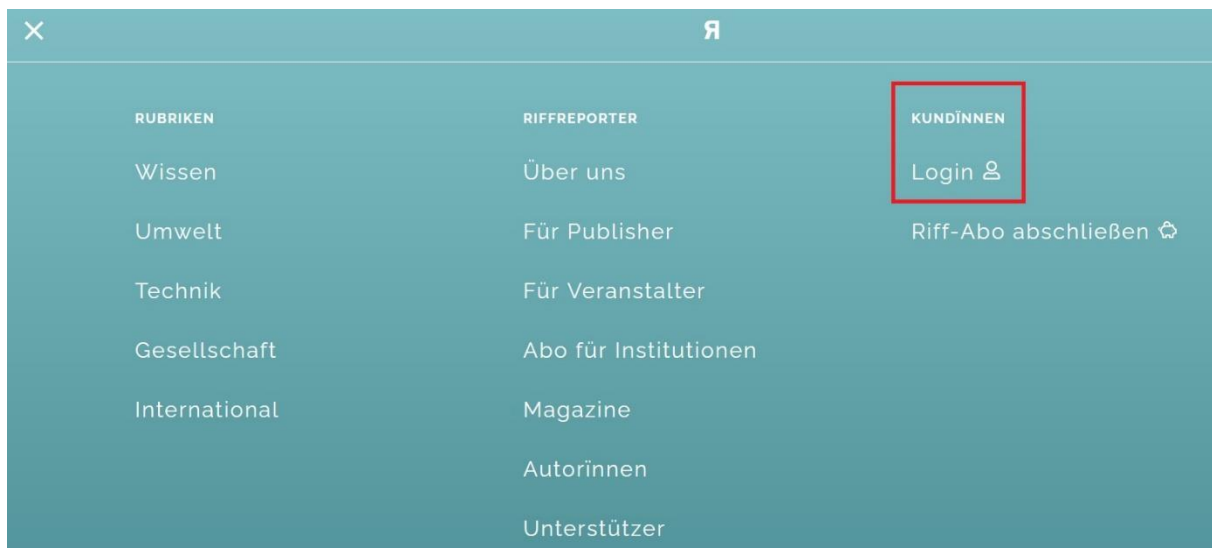 Я
RUBRIKEN
Wissen
Umwelt
Technik
Gesellschaft
International
RIFFREPORTER
Über uns
Für Publisher
Für Veranstalter
Abo für Institutionen
Magazine
Autorïnnen
Unterstützer
KUNDÏNNEN
Login
Riff-Abo abschließen